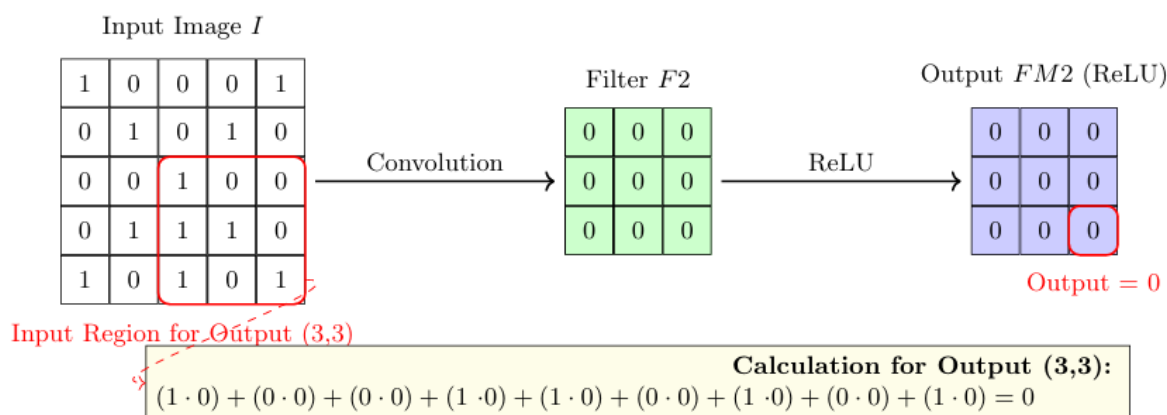 Input Image I
Filter F2
Output FM2 (ReLU)
1 0 0 0 1
0 1 0 1 0
0 0 1 0 0
0 1 1 1 0
1 0 1 0 1
Convolution
0 0 0
0 0 0
0 0 0
ReLU
0 0 0
0 0 0
0 0 0
Output = 0
Input Region for Output (3,3)
Calculation for Output (3,3):
(1 · 0) + (0 · 0) + (0 · 0) + (1 ·0) + (1 · 0) + (0 · 0) + (1 ·0) + (0 · 0) + (1 · 0) = 0